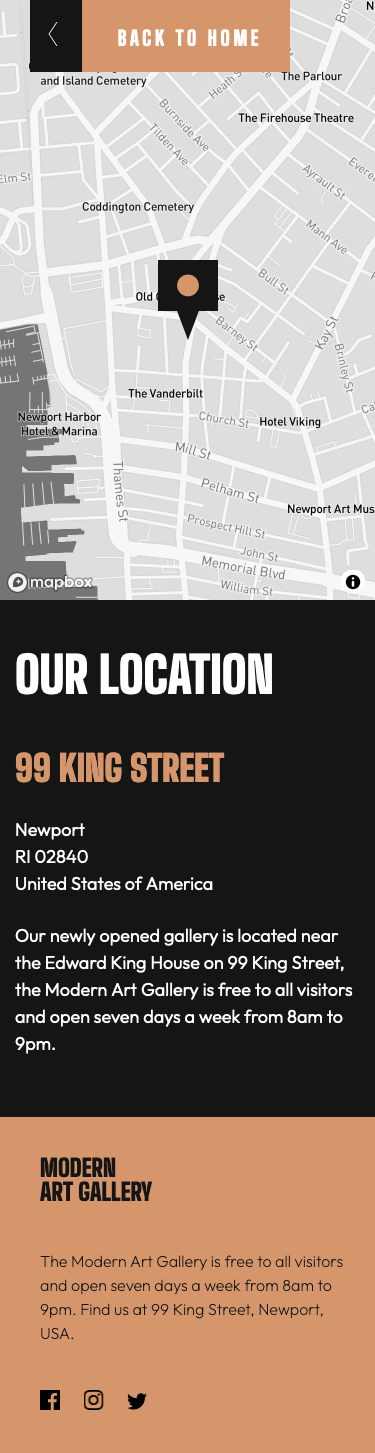 BACK TO HOME
and Island Cemetery
Heath S
The Parlour
The Firehouse Theatre
Burnside Ave
Tilden Ave
Elm St
Ayrault St
Coddington Cemetery
Mann Ave
Bull St
Old
Barney St
Kay St
Brinley St
The Vanderbilt
Newport Harbor
Hotel & Marina
Church St
Hotel Viking
Mill St
Thames St
Pelham St
Newport Art Mus
Prospect Hill St
John St
Memorial Blvd
William St
mapbox
OUR LOCATION
99 KING STREET
Newport
RI 02840
United States of America
Our newly opened gallery is located near
the Edward King House on 99 King Street,
the Modern Art Gallery is free to all visitors
and open seven days a week from 8am to
9pm.
MODERN
ART GALLERY
The Modern Art Gallery is free to all visitors
and open seven days a week from 8am to
9pm. Find us at 99 King Street, Newport,
USA.